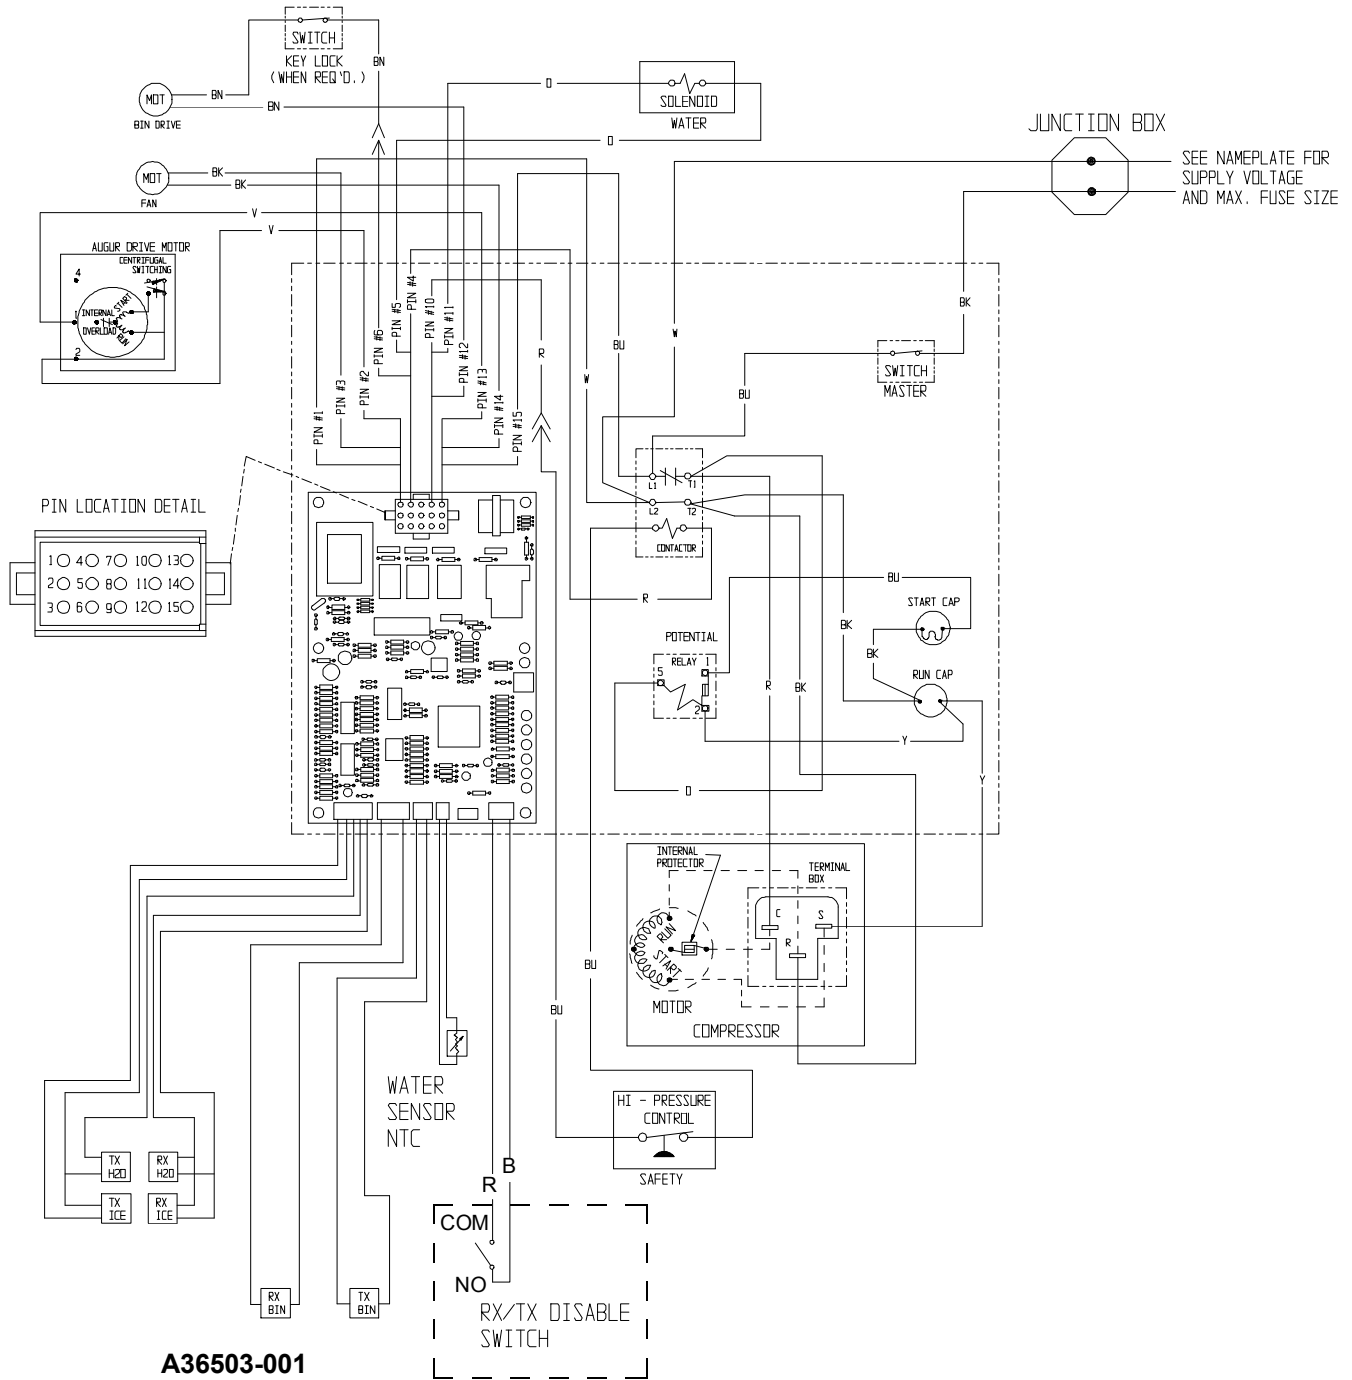 SWITCH
KEY LOCK
(WHEN REQ'D.)
BN
MOT
BN
BN
BIN DRIVE
O
SOLENOID
WATER
O
JUNCTION BOX
SEE NAMEPLATE FOR
SUPPLY VOLTAGE
AND MAX. FUSE SIZE
MOT
BK
BK
FAN
V
V
AUGUR DRIVE MOTOR
CENTRIFUGAL
SWITCHING
4
1
2
INTERNAL
OVERLOAD
START
RUN
PIN #1
PIN #3
PIN #2
PIN #6
PIN #5
PIN #4
PIN #10
PIN #11
PIN #12
PIN #13
PIN #14
PIN #15
R
W
BU
W
BK
BU
SWITCH
MASTER
L1
T1
L2
T2
CONTACTOR
PIN LOCATION DETAIL
1 4 7 10 13
2 5 8 11 14
3 6 9 12 15
R
BU
START CAP
BK
BK
RUN CAP
POTENTIAL
RELAY
1
5
2
R
BK
Y
O
Y
INTERNAL
PROTECTOR
TERMINAL
BOX
C
S
R
RUN
START
MOTOR
COMPRESSOR
BU
BU
WATER
SENSOR
NTC
HI - PRESSURE
CONTROL
SAFETY
TX
H2O
RX
H2O
TX
ICE
RX
ICE
B
R
COM
NO
RX/TX DISABLE
SWITCH
RX
BIN
TX
BIN
A36503-001